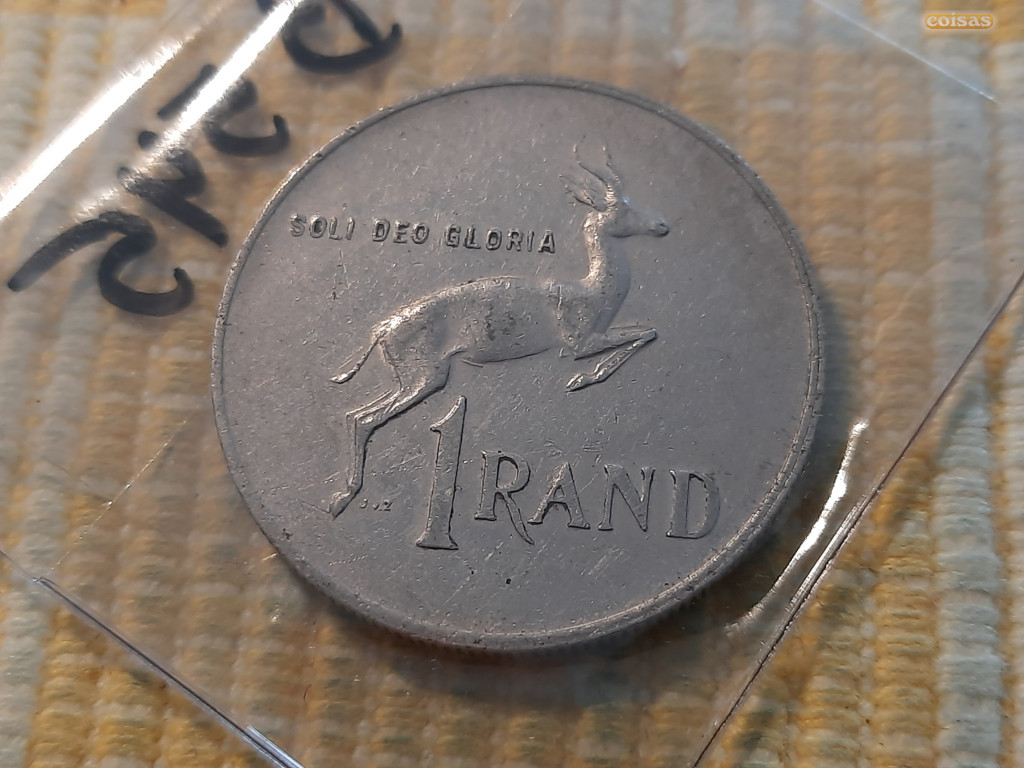 coisas
SOLI DEO GLORIA
J.v.Z
1 RAND